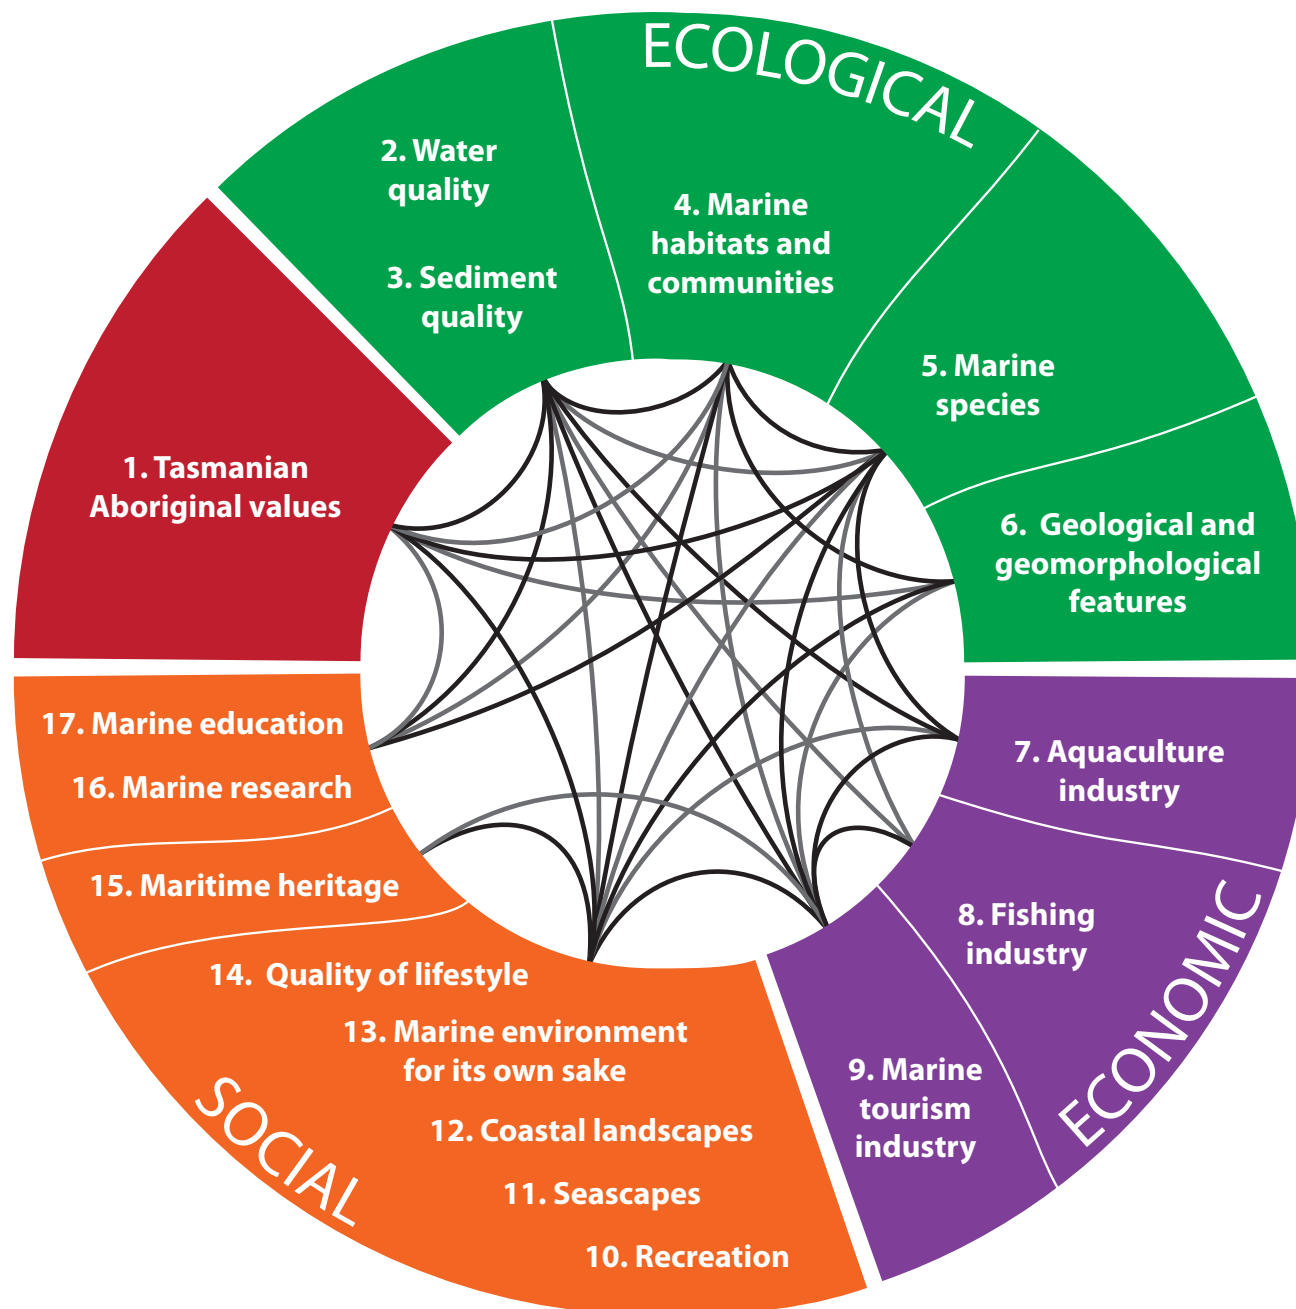 ECOLOGICAL
2. Water
quality
3. Sediment
quality
4. Marine
habitats and
communities
5. Marine
species
6. Geological and
geomorphological
features
1. Tasmanian
Aboriginal values
17. Marine education
16. Marine research
15. Maritime heritage
14. Quality of lifestyle
13. Marine environment
for its own sake
12. Coastal landscapes
11. Seascapes
10. Recreation
SOCIAL
7. Aquaculture
industry
8. Fishing
industry
9. Marine
tourism
industry
ECONOMIC